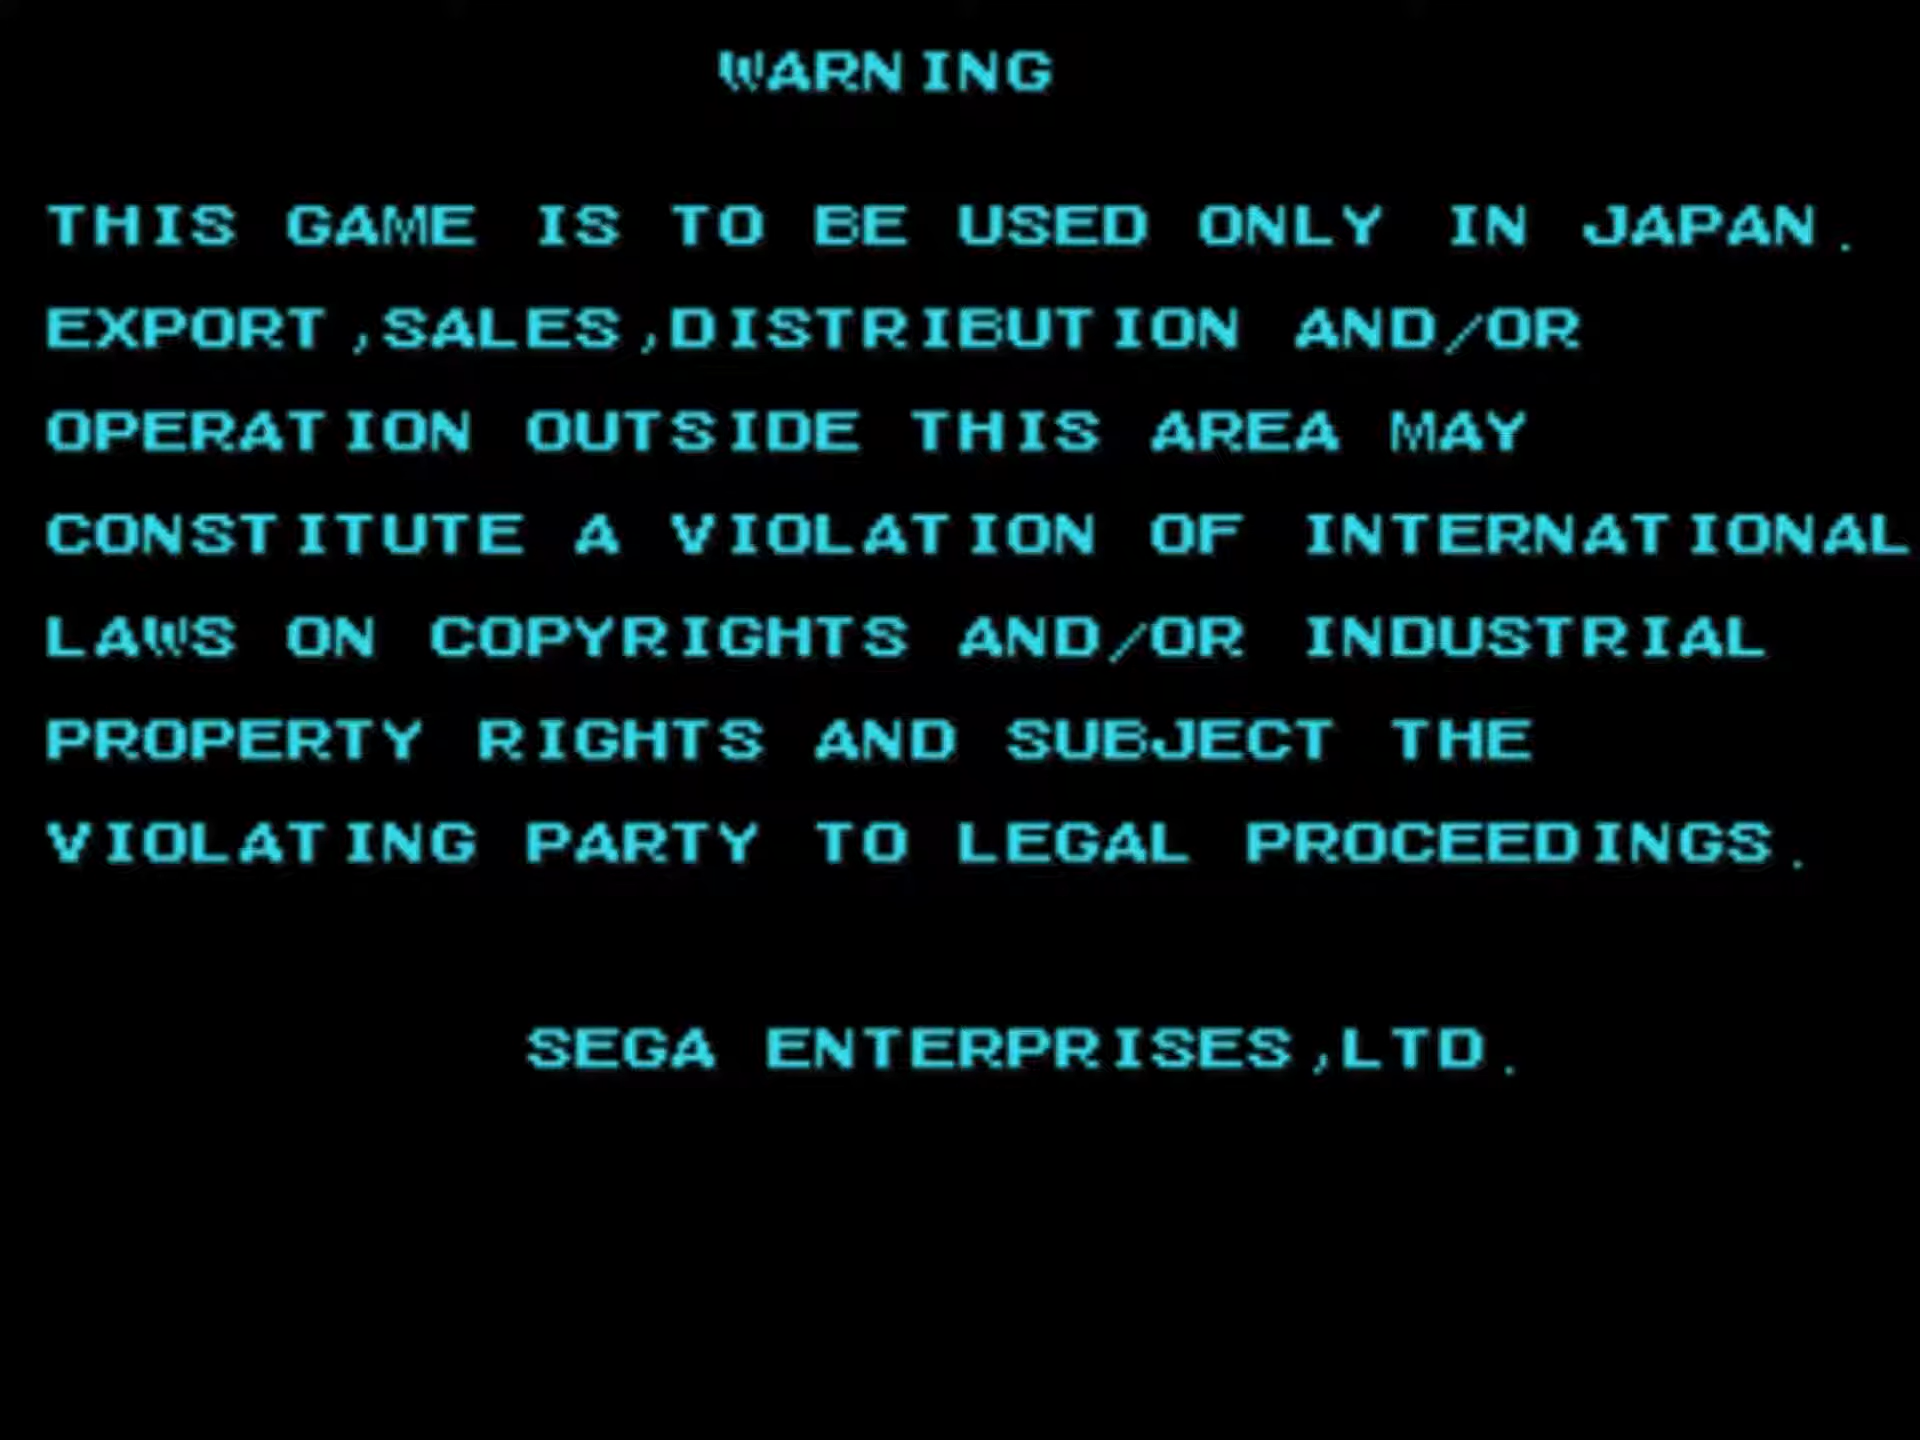 WARNING
THIS GAME IS TO BE USED ONLY IN JAPAN.
EXPORT,SALES,DISTRIBUTION AND/OR
OPERATION OUTSIDE THIS AREA MAY
CONSTITUTE A VIOLATION OF INTERNATIONAL
LAWS ON COPYRIGHTS AND/OR INDUSTRIAL
PROPERTY RIGHTS AND SUBJECT THE
VIOLATING PARTY TO LEGAL PROCEEDINGS.
SEGA ENTERPRISES,LTD.